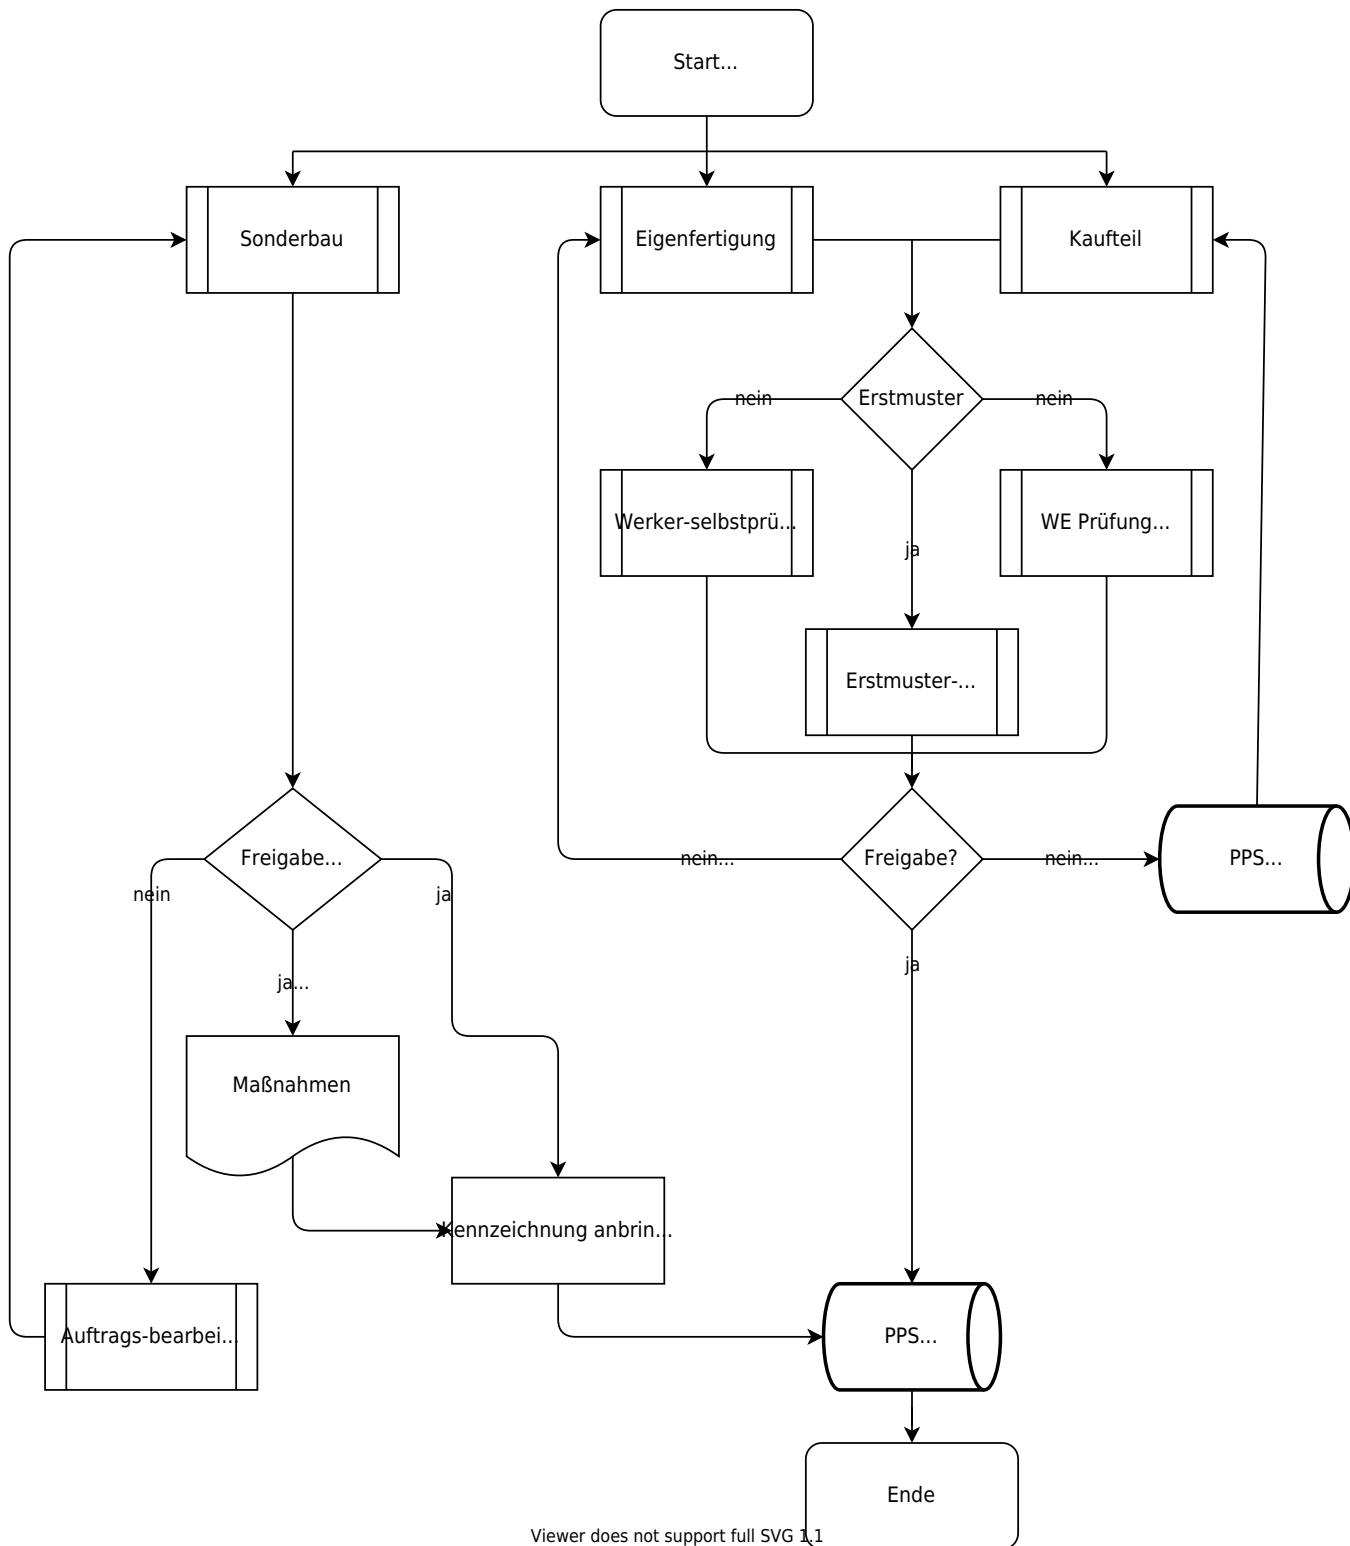 Start...
Sonderbau
Eigenfertigung
Kaufteil
nein
Erstmuster
nein
Werker-selbstprü...
WE Prüfung...
ja
Erstmuster-...
Freigabe...
nein...
Freigabe?
nein...
PPS...
nein
ja
ja
ja...
Maßnahmen
Kennzeichnung anbrin...
Auftrags-bearbei...
PPS...
Ende
Viewer does not support full SVG 1.1